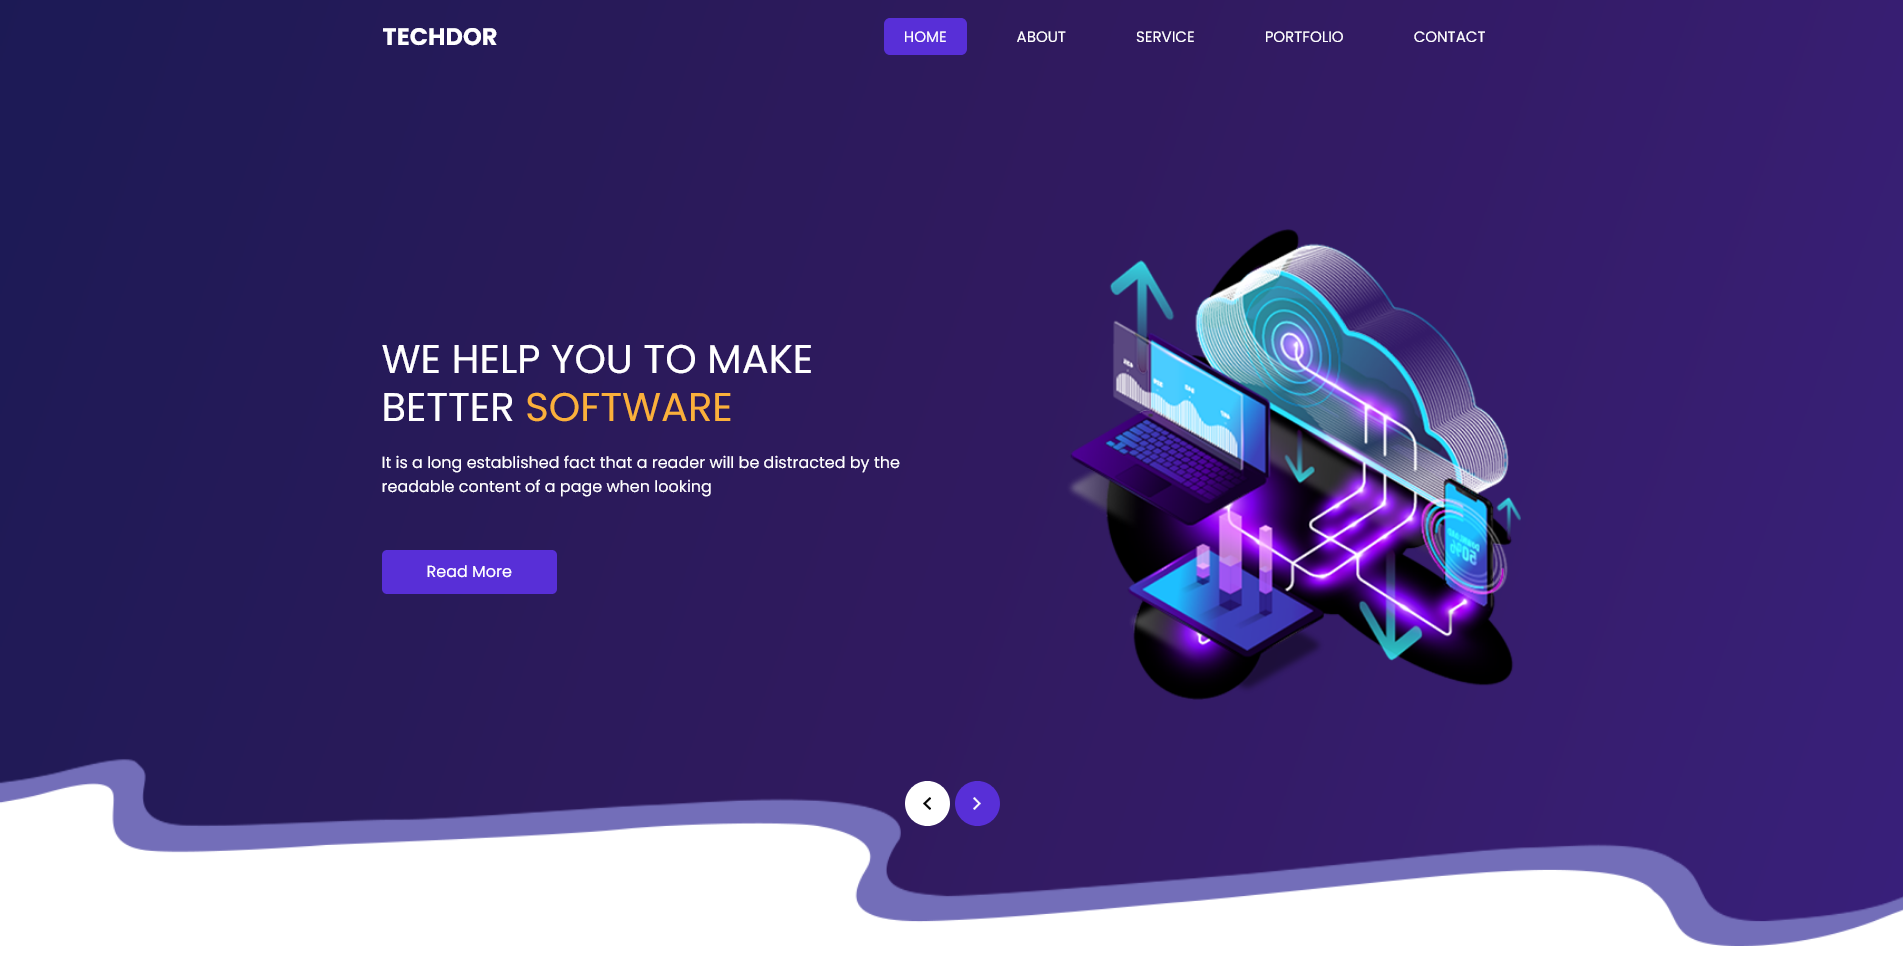 TECHDOR
HOME
ABOUT
SERVICE
PORTFOLIO
CONTACT
WE HELP YOU TO MAKE
BETTER SOFTWARE
It is a long established fact that a reader will be distracted by the
readable content of a page when looking
Read More
50%